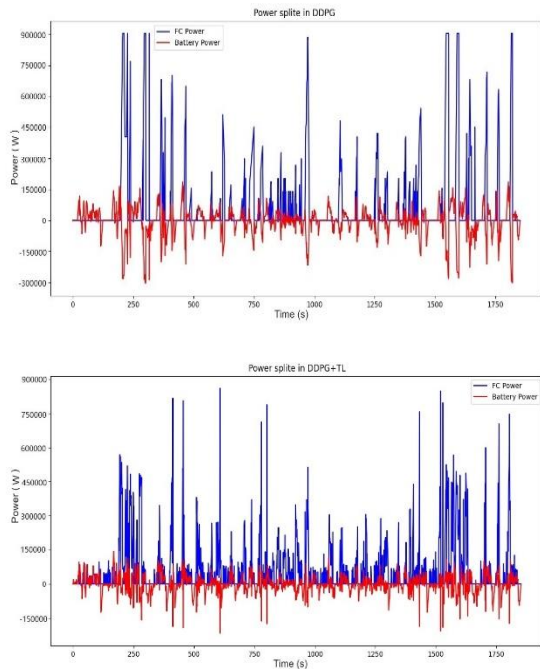 Power splite in DDPG
FC Power
Battery Power
Power ( W )
900000
750000
600000
450000
300000
150000
0
-150000
-300000
0 250 500 750 1000 1250 1500 1750
Time (s)
Power splite in DDPG+TL
FC Power
Battery Power
Power ( W )
900000
750000
600000
450000
300000
150000
0
-150000
0 250 500 750 1000 1250 1500 1750
Time (s)